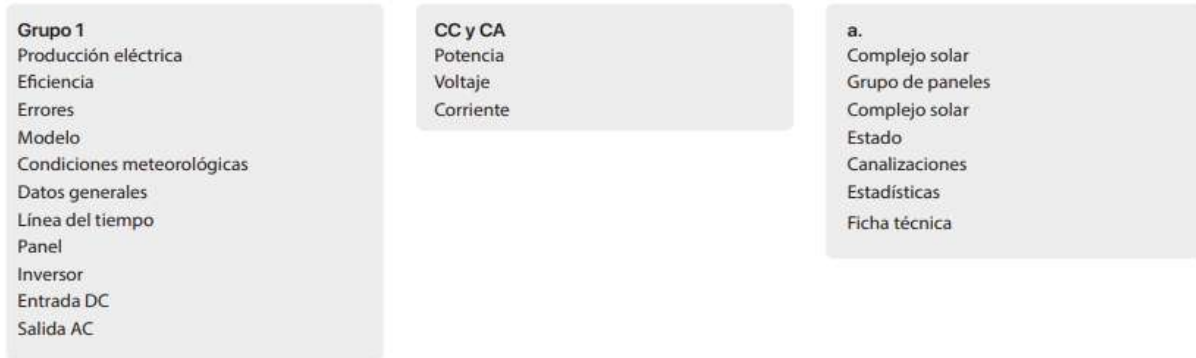 Grupo 1
Producción eléctrica
Eficiencia
Errores
Modelo
Condiciones meteorológicas
Datos generales
Línea del tiempo
Panel
Inversor
Entrada DC
Salida AC
CC y CA
Potencia
Voltaje
Corriente
a.
Complejo solar
Grupo de paneles
Complejo solar
Estado
Canalizaciones
Estadísticas
Ficha técnica